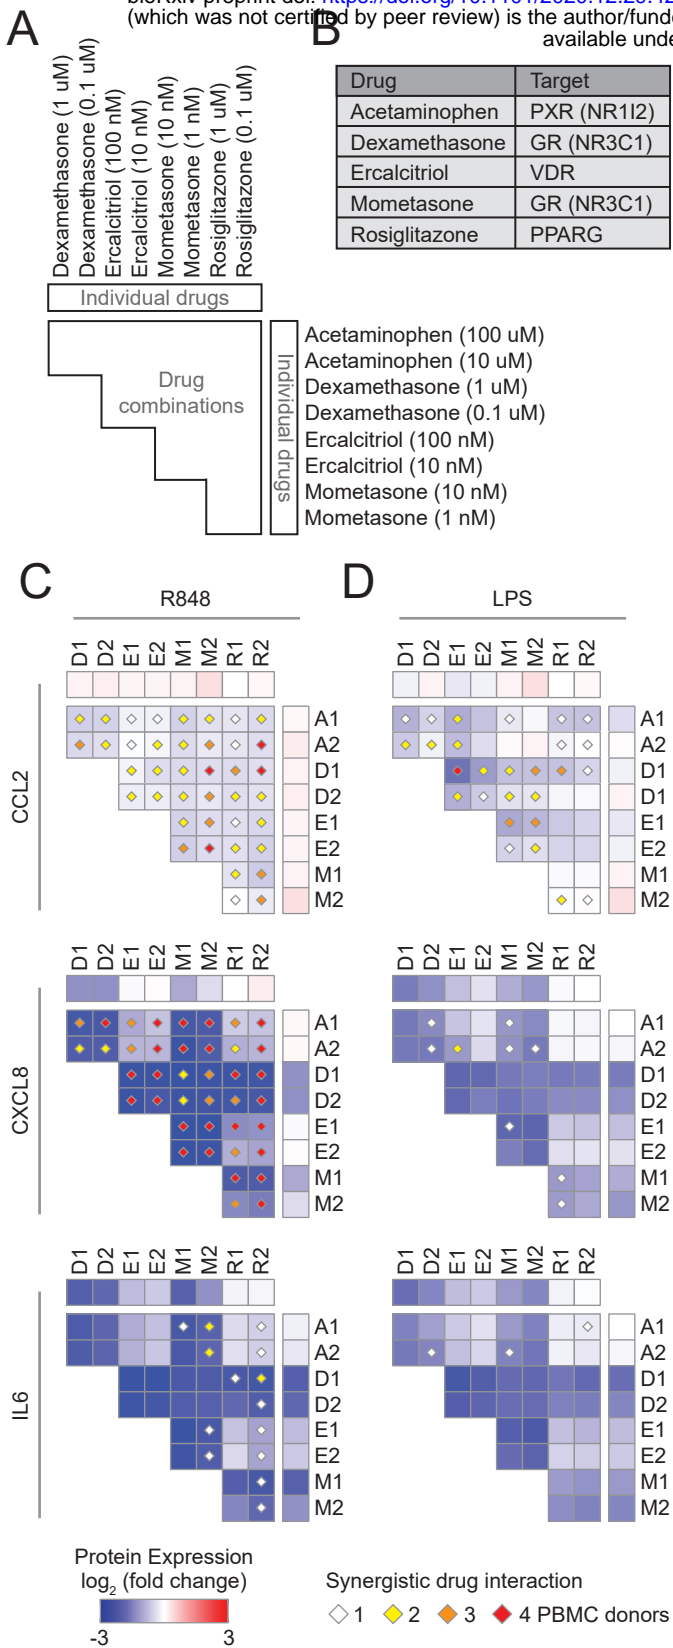 (which was not certified by peer review) is the author/funde
available unde
A
B
Dexamethasone (1 uM)
Dexamethasone (0.1 uM)
Ercalcitriol (100 nM)
Ercalcitriol (10 nM)
Mometasone (10 nM)
Mometasone (1 nM)
Rosiglitazone (1 uM)
Rosiglitazone (0.1 uM)
Drug Target
Acetaminophen PXR (NR1I2)
Dexamethasone GR (NR3C1)
Ercalcitriol VDR
Mometasone GR (NR3C1)
Rosiglitazone PPARG
Individual drugs
Drug
combinations
Individual drugs
Acetaminophen (100 uM)
Acetaminophen (10 uM)
Dexamethasone (1 uM)
Dexamethasone (0.1 uM)
Ercalcitriol (100 nM)
Ercalcitriol (10 nM)
Mometasone (10 nM)
Mometasone (1 nM)
C
R848
D
LPS
D1 D2 E1 E2 M1 M2 R1 R2
D1 D2 E1 E2 M1 M2 R1 R2
CCL2
A1 A1
A2 A2
D1 D1
D2 D1
E1 E1
E2 E2
M1 M1
M2 M2
D1 D2 E1 E2 M1 M2 R1 R2
D1 D2 E1 E2 M1 M2 R1 R2
CXCL8
A1 A1
A2 A2
D1 D1
D2 D2
E1 E1
E2 E2
M1 M1
M2 M2
D1 D2 E1 E2 M1 M2 R1 R2
D1 D2 E1 E2 M1 M2 R1 R2
IL6
A1 A1
A2 A2
D1 D1
D2 D2
E1 E1
E2 E2
M1 M1
M2 M2
Protein Expression
log2 (fold change)
-3 3
Synergistic drug interaction
1 2 3 4 PBMC donors